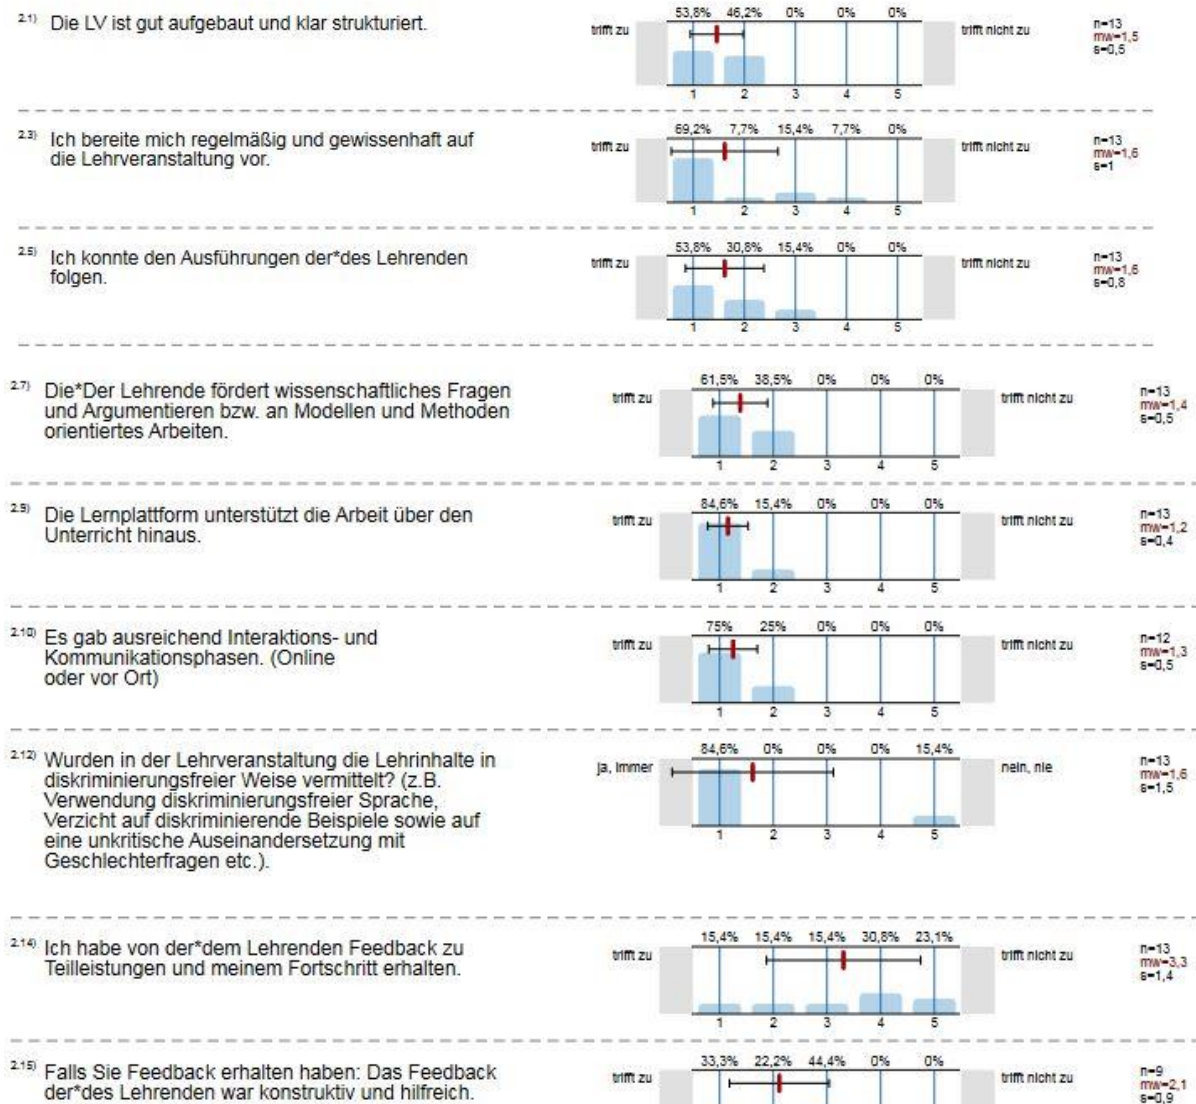 2.1) Die LV ist gut aufgebaut und klar strukturiert.
53,8% 46,2% 0% 0% 0%
trifft zu trifft nicht zu
n=13
mw=1,5
s=0,5
1 2 3 4 5
2.3) Ich bereite mich regelmäßig und gewissenhaft auf
die Lehrveranstaltung vor.
69,2% 7,7% 15,4% 7,7% 0%
trifft zu trifft nicht zu
n=13
mw=1,6
s=1
1 2 3 4 5
2.5) Ich konnte den Ausführungen der*des Lehrenden
folgen.
53,8% 30,8% 15,4% 0% 0%
trifft zu trifft nicht zu
n=13
mw=1,6
s=0,8
1 2 3 4 5
2.7) Die*Der Lehrende fördert wissenschaftliches Fragen
und Argumentieren bzw. an Modellen und Methoden
orientiertes Arbeiten.
61,5% 38,5% 0% 0% 0%
trifft zu trifft nicht zu
n=13
mw=1,4
s=0,5
1 2 3 4 5
2.9) Die Lernplattform unterstützt die Arbeit über den
Unterricht hinaus.
84,6% 15,4% 0% 0% 0%
trifft zu trifft nicht zu
n=13
mw=1,2
s=0,4
1 2 3 4 5
2.10) Es gab ausreichend Interaktions- und
Kommunikationsphasen. (Online
oder vor Ort)
75% 25% 0% 0% 0%
trifft zu trifft nicht zu
n=12
mw=1,3
s=0,5
1 2 3 4 5
2.12) Wurden in der Lehrveranstaltung die Lehrinhalte in
diskriminierungsfreier Weise vermittelt? (z.B.
Verwendung diskriminierungsfreier Sprache,
Verzicht auf diskriminierende Beispiele sowie auf
eine unkritische Auseinandersetzung mit
Geschlechterfragen etc.).
84,6% 0% 0% 0% 15,4%
ja, immer nein, nie
n=13
mw=1,6
s=1,5
1 2 3 4 5
2.14) Ich habe von der*dem Lehrenden Feedback zu
Teilleistungen und meinem Fortschritt erhalten.
15,4% 15,4% 15,4% 30,8% 23,1%
trifft zu trifft nicht zu
n=13
mw=3,3
s=1,4
1 2 3 4 5
2.15) Falls Sie Feedback erhalten haben: Das Feedback
der*des Lehrenden war konstruktiv und hilfreich.
33,3% 22,2% 44,4% 0% 0%
trifft zu trifft nicht zu
n=9
mw=2,1
s=0,9